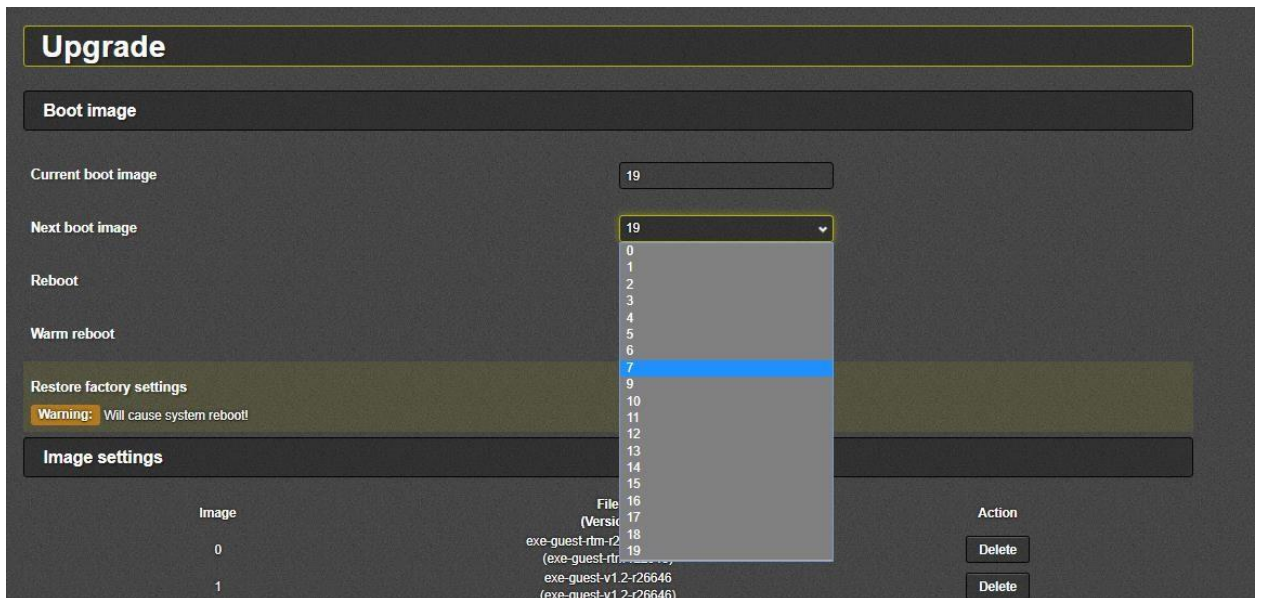 Upgrade
Boot image
Current boot image 19
Next boot image 19
0
1
2
Reboot
3
4
5
Warm reboot
6
7
Restore factory settings
9
Warning: Will cause system reboot!
10
11
12
13
Image settings
14
15
16
17
18
19
Image File Action
0 exe-guest-rtm Delete
1 exe-guest-v1.2-r26646 Delete
(exe-guest-v1.2-r26646)